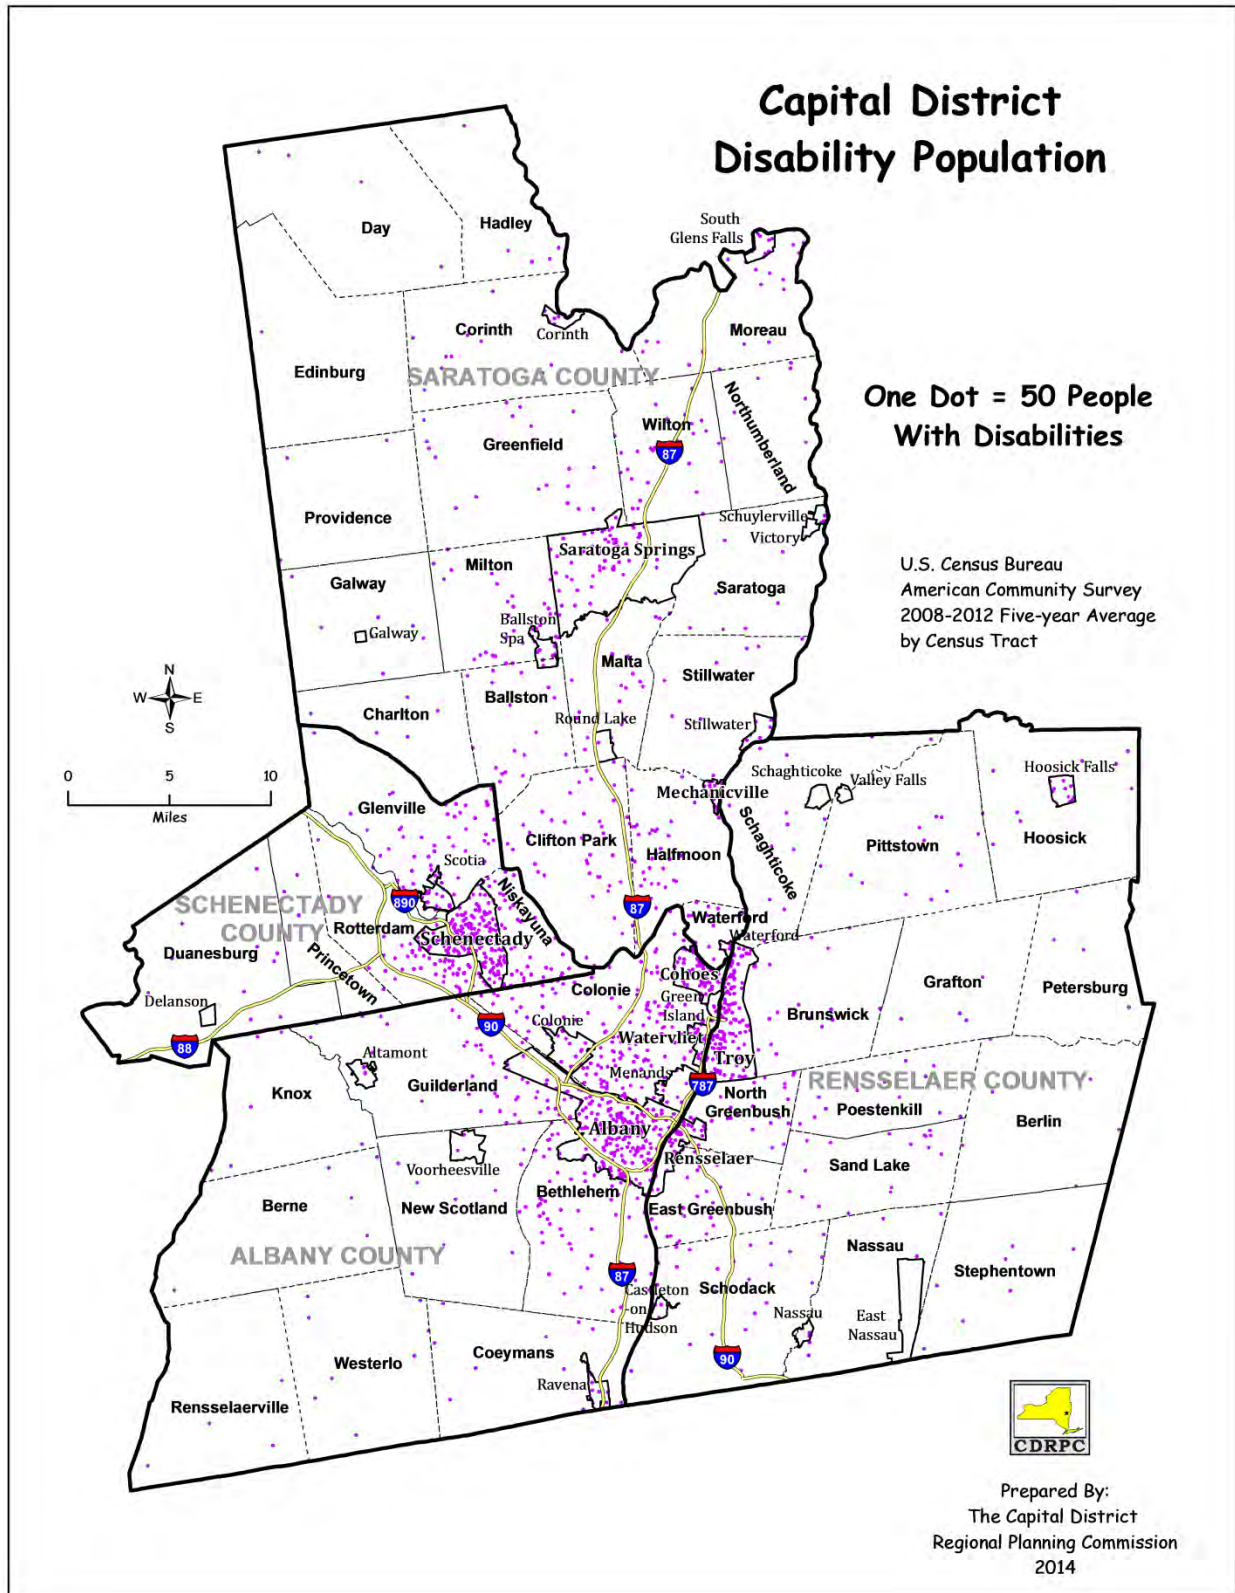 Capital District
Disability Population
South
Glens Falls
Day
Hadley
Corinth
Corinth
Moreau
Edinburg
SARATOGA COUNTY
Northumberland
One Dot = 50 People
With Disabilities
Wilton
87
Greenfield
Providence
Schuylerville
Victory
Saratoga Springs
Milton
Galway
Saratoga
U.S. Census Bureau
American Community Survey
2008-2012 Five-year Average
by Census Tract
Galway
Ballston
Spa
Malta
Stillwater
N
W
E
S
Ballston
Charlton
Round Lake
Stillwater
0
5
10
Miles
Schaghticoke
Valley Falls
Hoosick Falls
Mechanicville
Glenville
Schaghticoke
Clifton Park
Halfmoon
Pittstown
Hoosick
Scotia
Niskayuna
890
87
SCHENECTADY
COUNTY
Rotterdam
Schenectady
Waterford
Waterford
Duanesburg
Princetown
Cohoes
Colonie
Grafton
Petersburg
Delanson
Green
Island
Brunswick
90
Colonie
88
Watervliet
Troy
Altamont
Menands
787
RENSSELAER COUNTY
Knox
Guilderland
North
Greenbush
Poestenkill
Berlin
Albany
Voorheesville
Rensselaer
Sand Lake
Bethlehem
Berne
New Scotland
East Greenbush
ALBANY COUNTY
Nassau
87
Schodack
Stephentown
Castleton
-on-
Hudson
Nassau
East
Nassau
Coeymans
Westerlo
90
Ravena
Rensselaerville
CDRPC
Prepared By:
The Capital District
Regional Planning Commission
2014